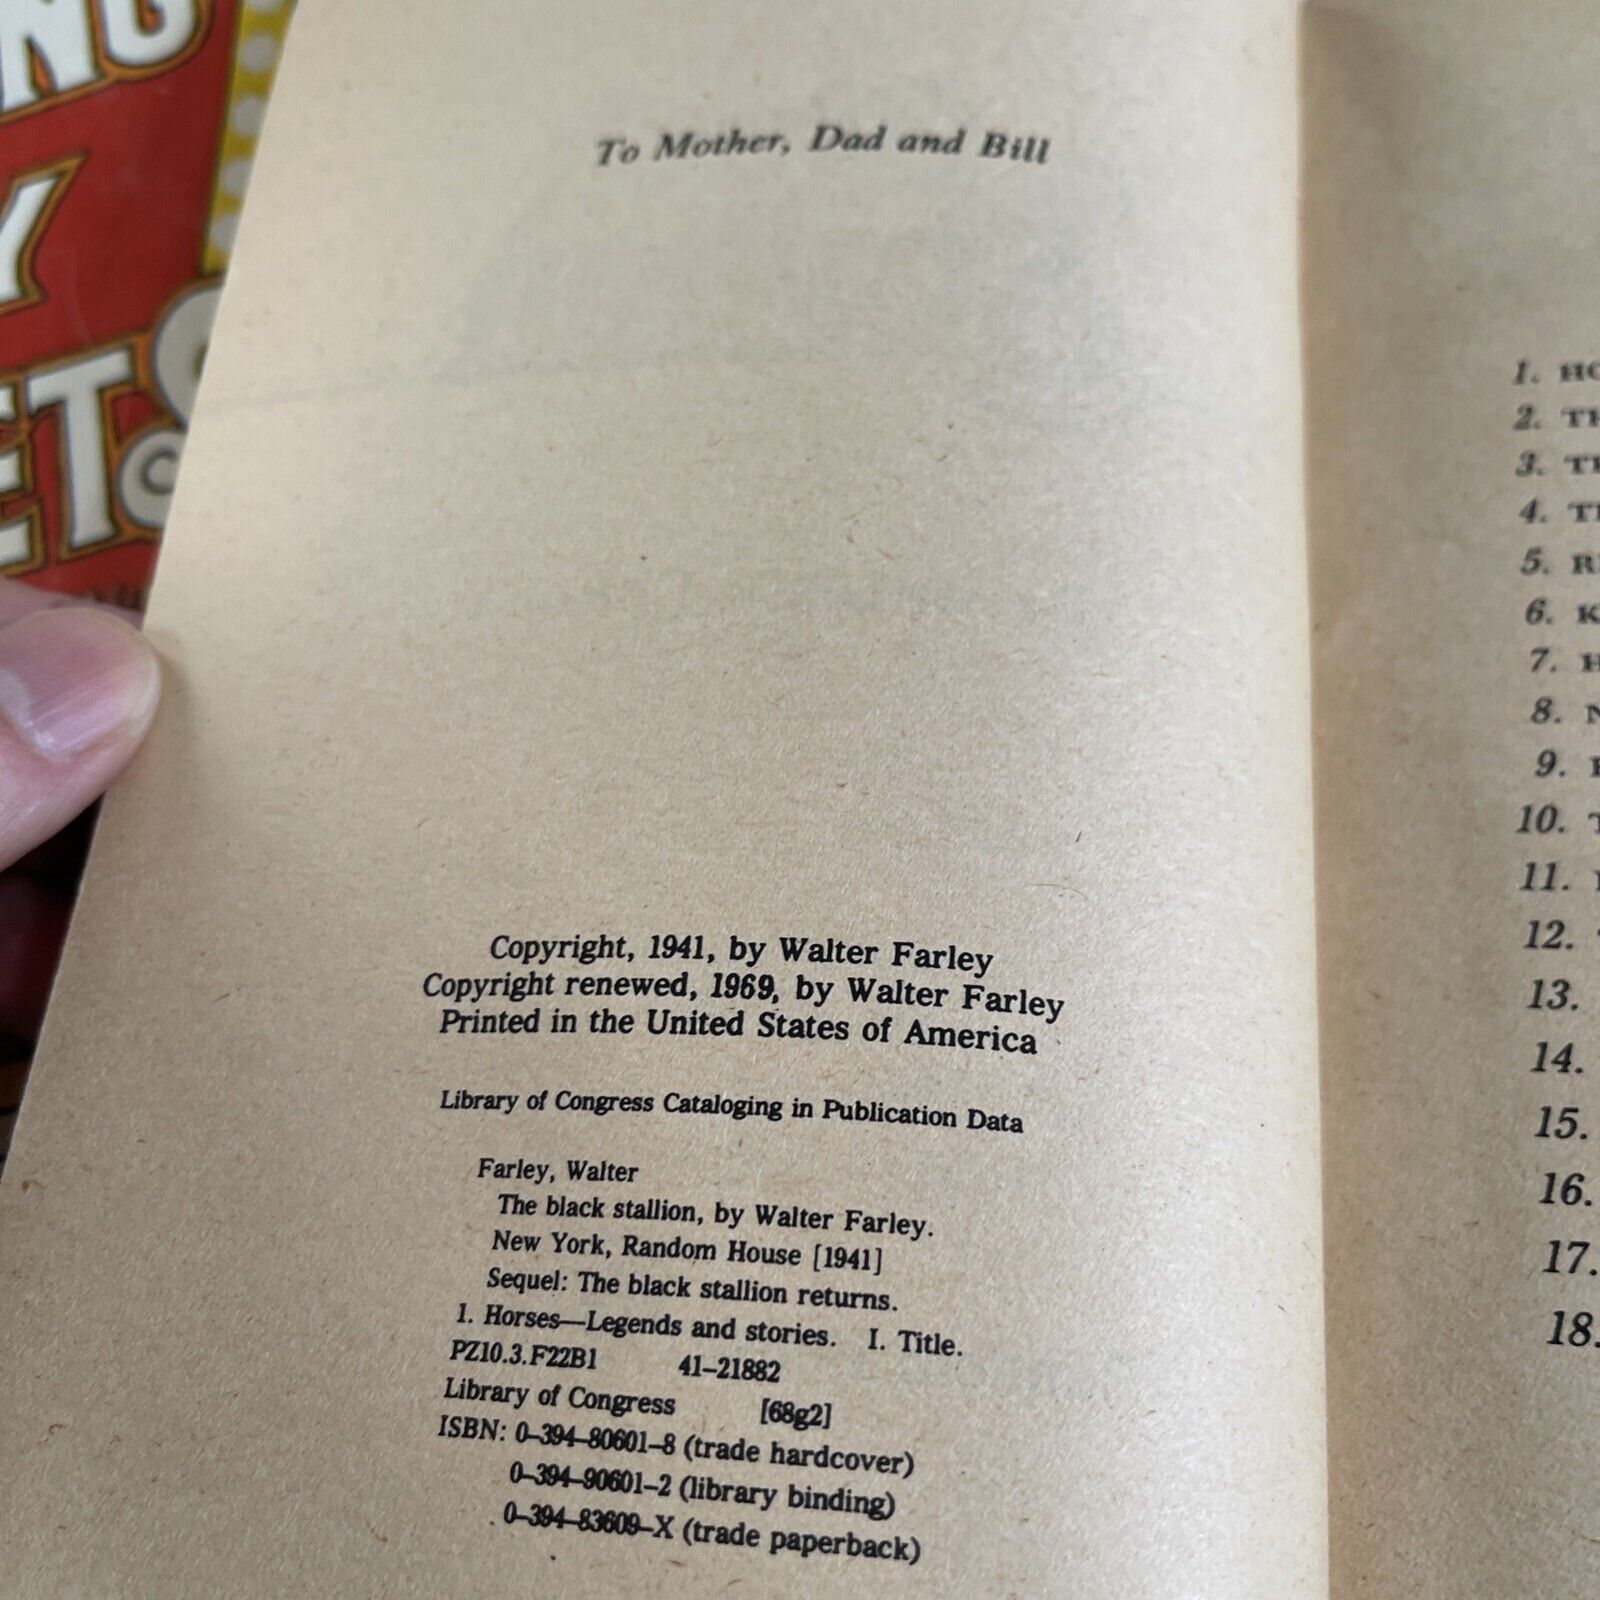 To Mother, Dad and Bill
Copyright, 1941, by Walter Farley
Copyright renewed, 1969, by Walter Farley
Printed in the United States of America
Library of Congress Cataloging in Publication Data
Farley, Walter
The black stallion, by Walter Farley.
New York, Random House [1941]
Sequel: The black stallion returns.
1. Horses—Legends and stories. I. Title.
PZ10.3.F22B1 41–21882
Library of Congress [68g2]
ISBN: 0–394–80601–8 (trade hardcover)
0–394–90601–2 (library binding)
0–394–83609–X (trade paperback)
1.
2.
3.
4.
5.
6.
7.
8.
9.
10.
11.
12.
13.
14.
15.
16.
17.
18.